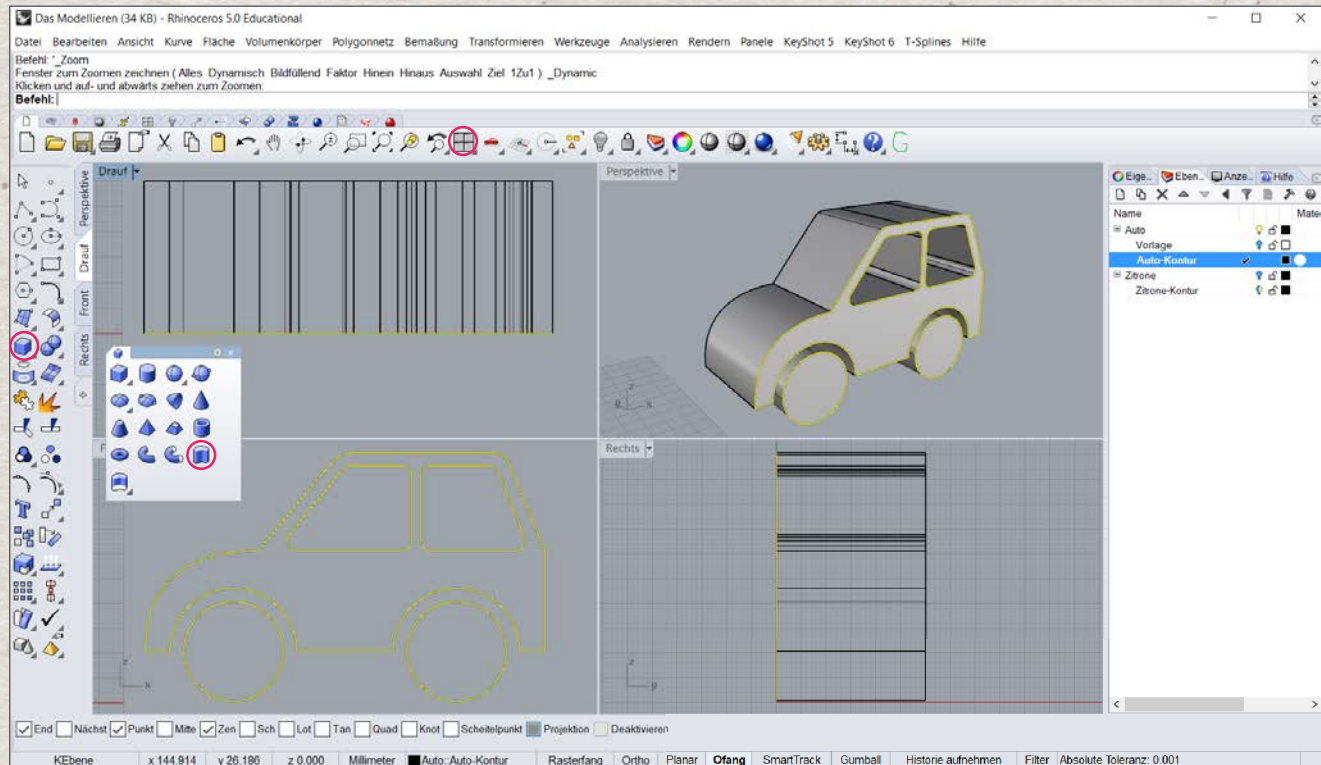 Das Modellieren (34 KB) - Rhinoceros 5.0 Educational
Datei Bearbeiten Ansicht Kurve Fläche Volumenkörper Polygonnetz Bemaßung Transformieren Werkzeuge Analysieren Rendern Panele KeyShot 5 KeyShot 6 T-Splines Hilfe
Befehl: '_Zoom
Fenster zum Zoomen zeichnen ( Alles Dynamisch Bildfüllend Faktor Hinein Hinaus Auswahl Ziel 1Zu1 ): _Dynamic
Klicken und auf- und abwärts ziehen zum Zoomen:
Befehl:
Perspektive
Drauf
Front
Rechts
Drauf
Perspektive
z
y x
F
z
x
Rechts
z
y
Eige... Eben... Anze... Hilfe
Name Mate
Auto
Vorlage
Auto-Kontur
Zitrone
Zitrone-Kontur
End Nächst Punkt Mitte Zen Sch Lot Tan Quad Knot Scheitelpunkt Projektion Deaktivieren
KEbene x 144.914 y 26.186 z 0.000 Millimeter Auto::Auto-Kontur Rasterfang Ortho Planar Ofang SmartTrack Gumball Historie aufnehmen Filter Absolute Toleranz: 0.001